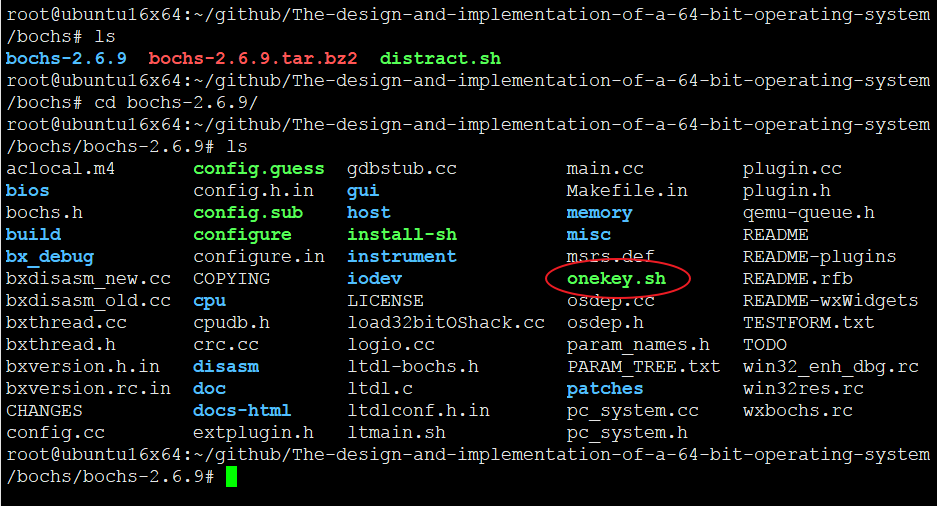 root@ubuntu16x64:~/github/The-design-and-implementation-of-a-64-bit-operating-system
/bochs# ls
bochs-2.6.9  bochs-2.6.9.tar.bz2  distract.sh
root@ubuntu16x64:~/github/The-design-and-implementation-of-a-64-bit-operating-system
/bochs# cd bochs-2.6.9/
root@ubuntu16x64:~/github/The-design-and-implementation-of-a-64-bit-operating-system
/bochs/bochs-2.6.9# ls
aclocal.m4       config.guess   gdbstub.cc          main.cc         plugin.cc
bios             config.h.in    gui                 Makefile.in     plugin.h
bochs.h          config.sub     host                memory          qemu-queue.h
build            configure      install-sh          misc            README
bx_debug         configure.in   instrument          msrs.def        README-plugins
bxdisasm_new.cc  COPYING        iodev               onekey.sh       README.rfb
bxdisasm_old.cc  cpu            LICENSE             osdep.cc        README-wxWidgets
bxthread.cc      cpudb.h        load32bitOShack.cc  osdep.h         TESTFORM.txt
bxthread.h       crc.cc         logio.cc            param_names.h   TODO
bxversion.h.in   disasm         ltdl-bochs.h        PARAM_TREE.txt  win32_enh_dbg.rc
bxversion.rc.in  doc            ltdl.c              patches         win32res.rc
CHANGES          docs-html      ltdlconf.h.in       pc_system.cc    wxbochs.rc
config.cc        extplugin.h    ltmain.sh           pc_system.h
root@ubuntu16x64:~/github/The-design-and-implementation-of-a-64-bit-operating-system
/bochs/bochs-2.6.9#